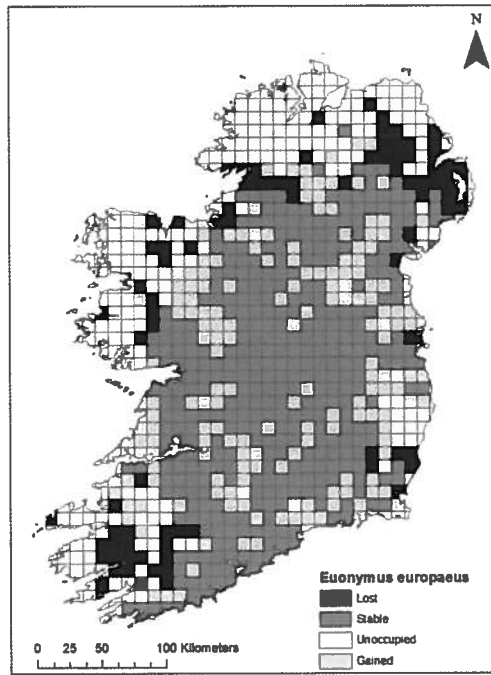 N
Euonymus europaeus
Lost
Stable
Unoccupied
Gained
0 25 50 100 Kilometers